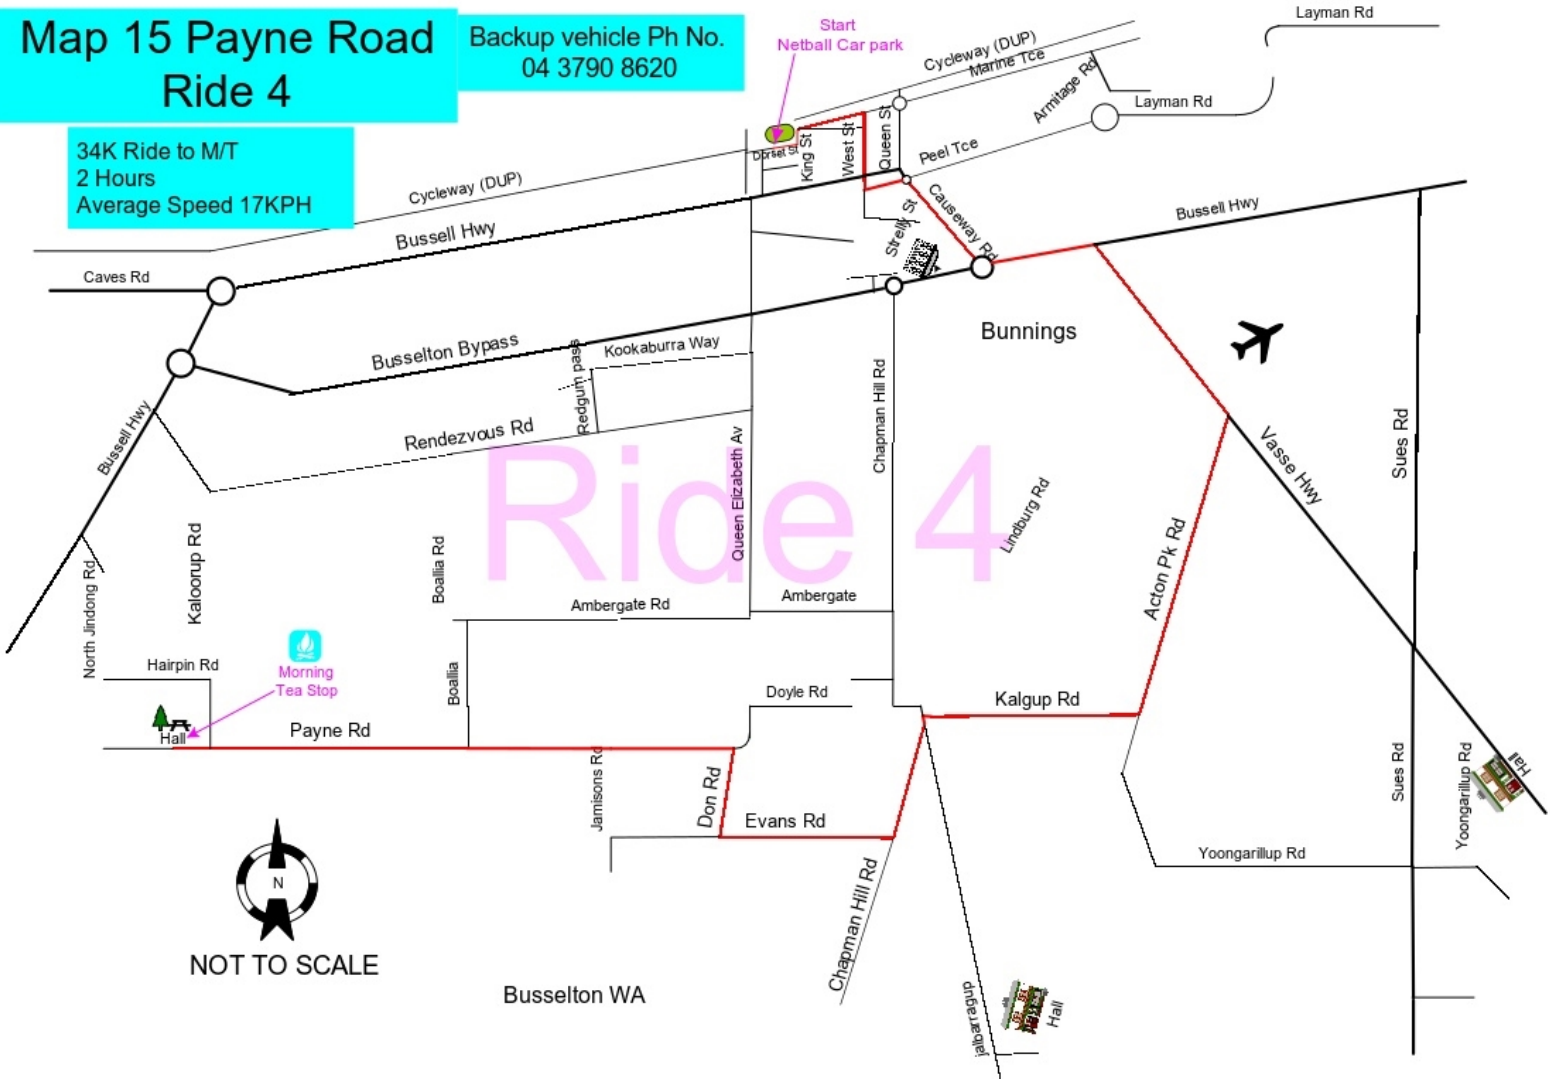 Map 15 Payne Road
Ride 4
Backup vehicle Ph No.
04 3790 8620
34K Ride to M/T
2 Hours
Average Speed 17KPH
Start
Netball Car park
Layman Rd
Cycleway (DUP)
Marine Tce
Armitage Rd
Layman Rd
Dorset St
King St
West St
Queen St
Peel Tce
Cycleway (DUP)
Bussell Hwy
Causeway Rd
Strelly St
Bussell Hwy
Caves Rd
Bunnings
Busselton Bypass
Redgum pass
Kookaburra Way
Chapman Hill Rd
Bussell Hwy
Rendezvous Rd
Queen Elizabeth Av
Ride 4
Lindburg Rd
Vasse Hwy
Sues Rd
Kaloorup Rd
North Jindong Rd
Boallia Rd
Ambergate Rd
Ambergate
Acton Pk Rd
Hairpin Rd
Morning
Tea Stop
Boallia
Doyle Rd
Kalgup Rd
Hall
Payne Rd
Jamisons Rd
Don Rd
Evans Rd
Sues Rd
Yoongarillup Rd
Hall
Yoongarillup Rd
Chapman Hill Rd
N
NOT TO SCALE
Busselton WA
jalbarragup
Hall